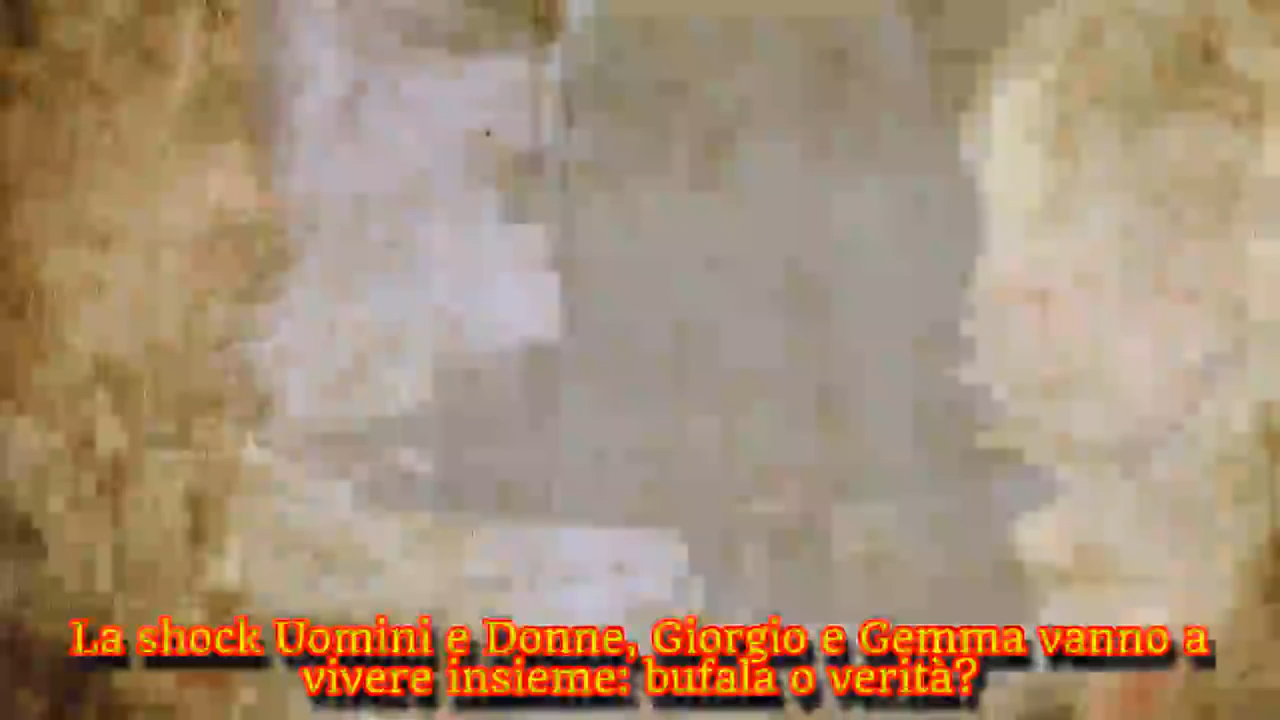 La shock Uomini e Donne, Giorgio e Gemma vanno a
vivere insieme: bufala o verità?